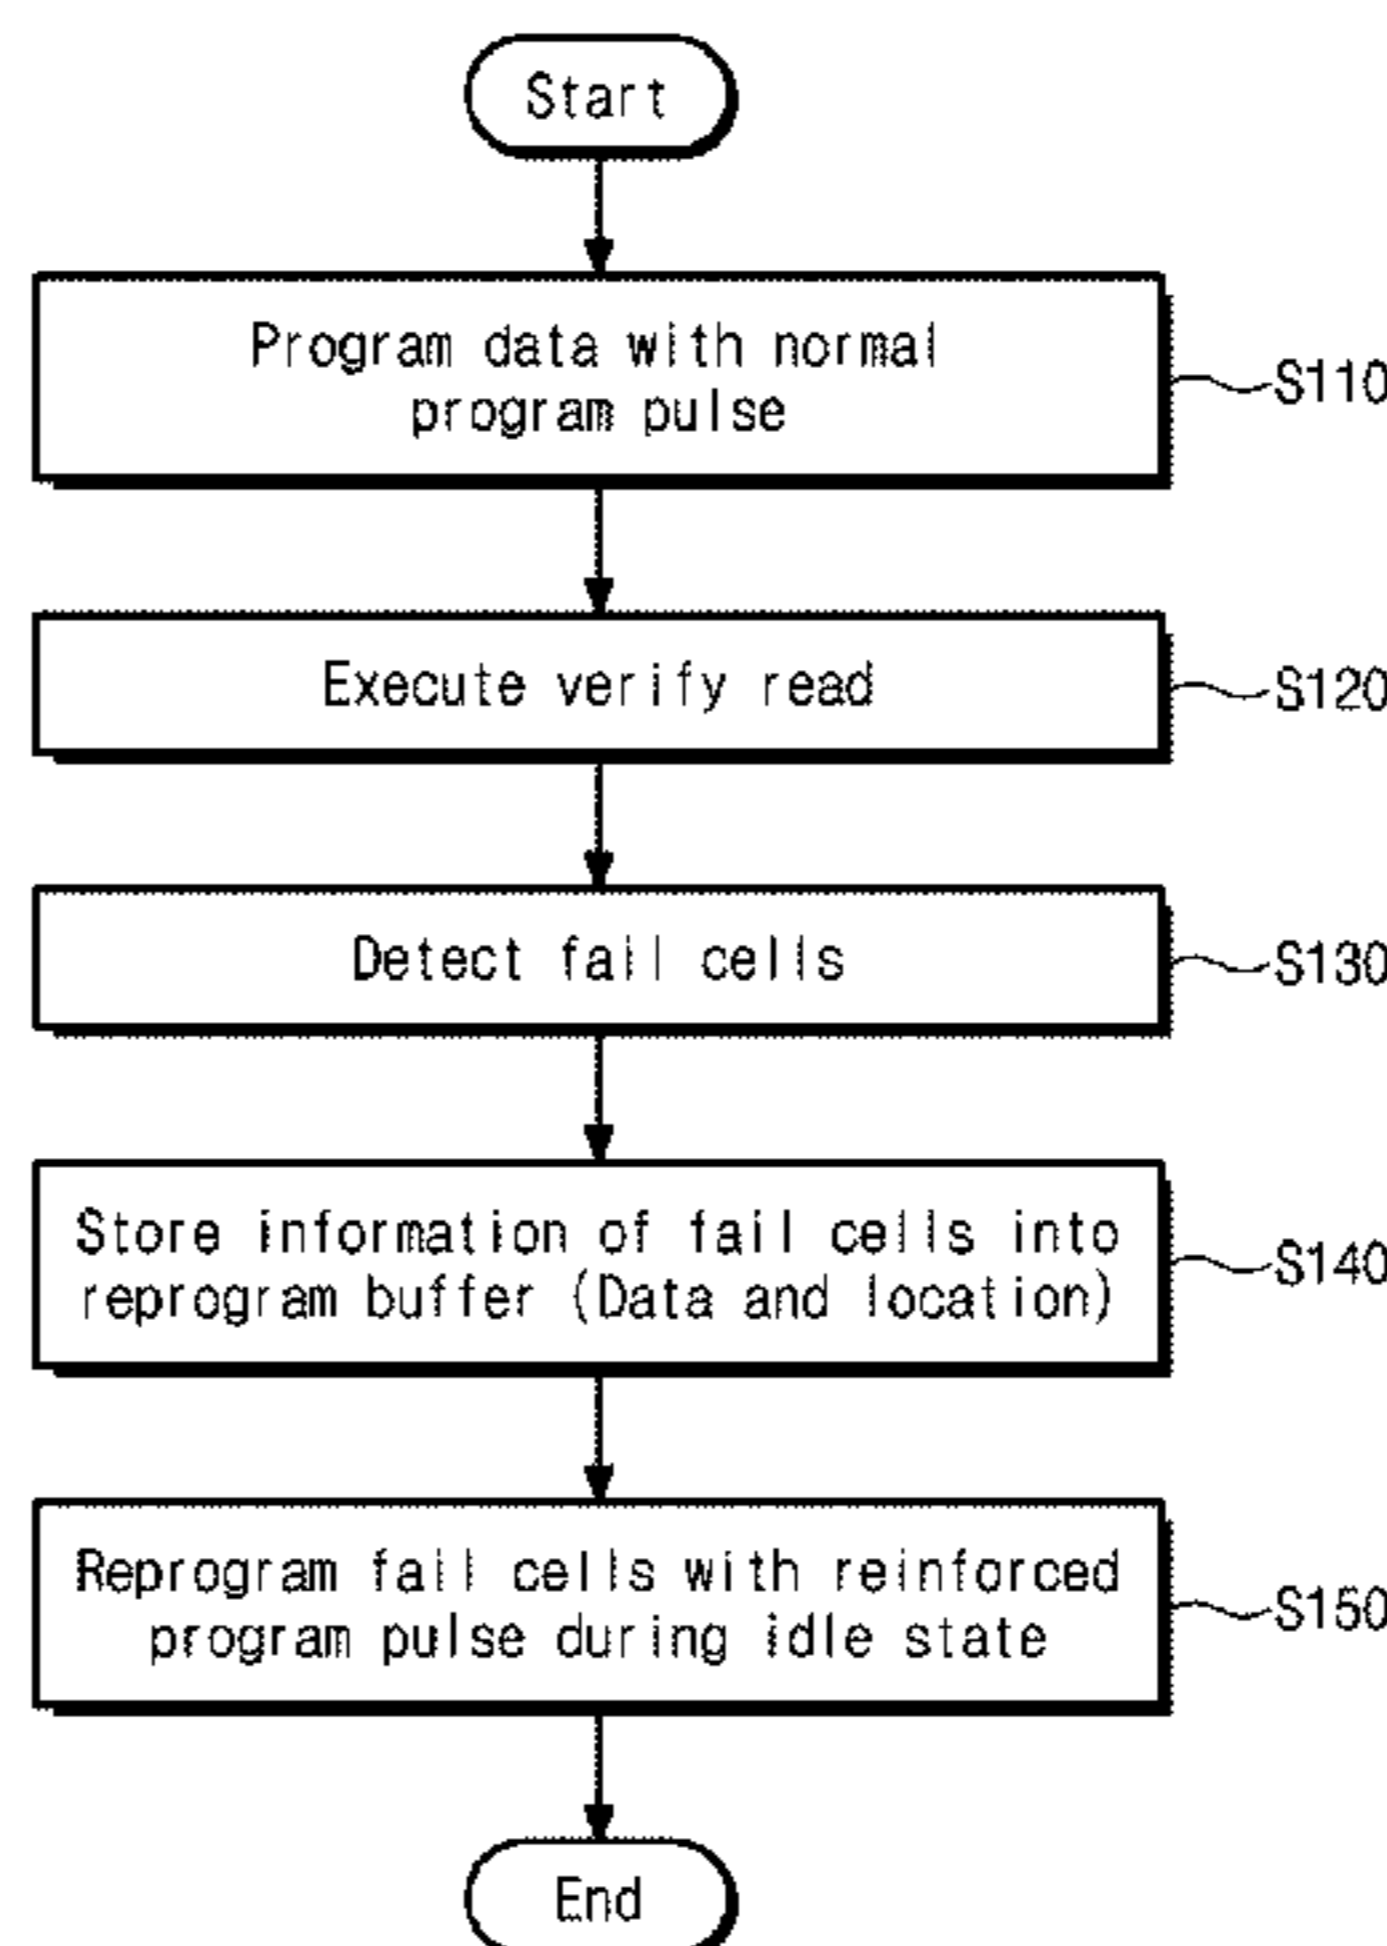 Start
Program data with normal
program pulse
S110
Execute verify read
S120
Detect fail cells
S130
Store information of fail cells into
reprogram buffer (Data and location)
S140
Reprogram fail cells with reinforced
program pulse during idle state
S150
End